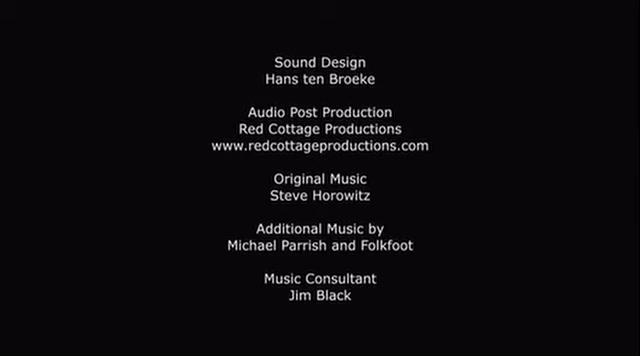 Sound Design
Hans ten Broeke
Audio Post Production
Red Cottage Productions
www.redcottageproductions.com
Original Music
Steve Horowitz
Additional Music by
Michael Parrish and Folkfoot
Music Consultant
Jim Black